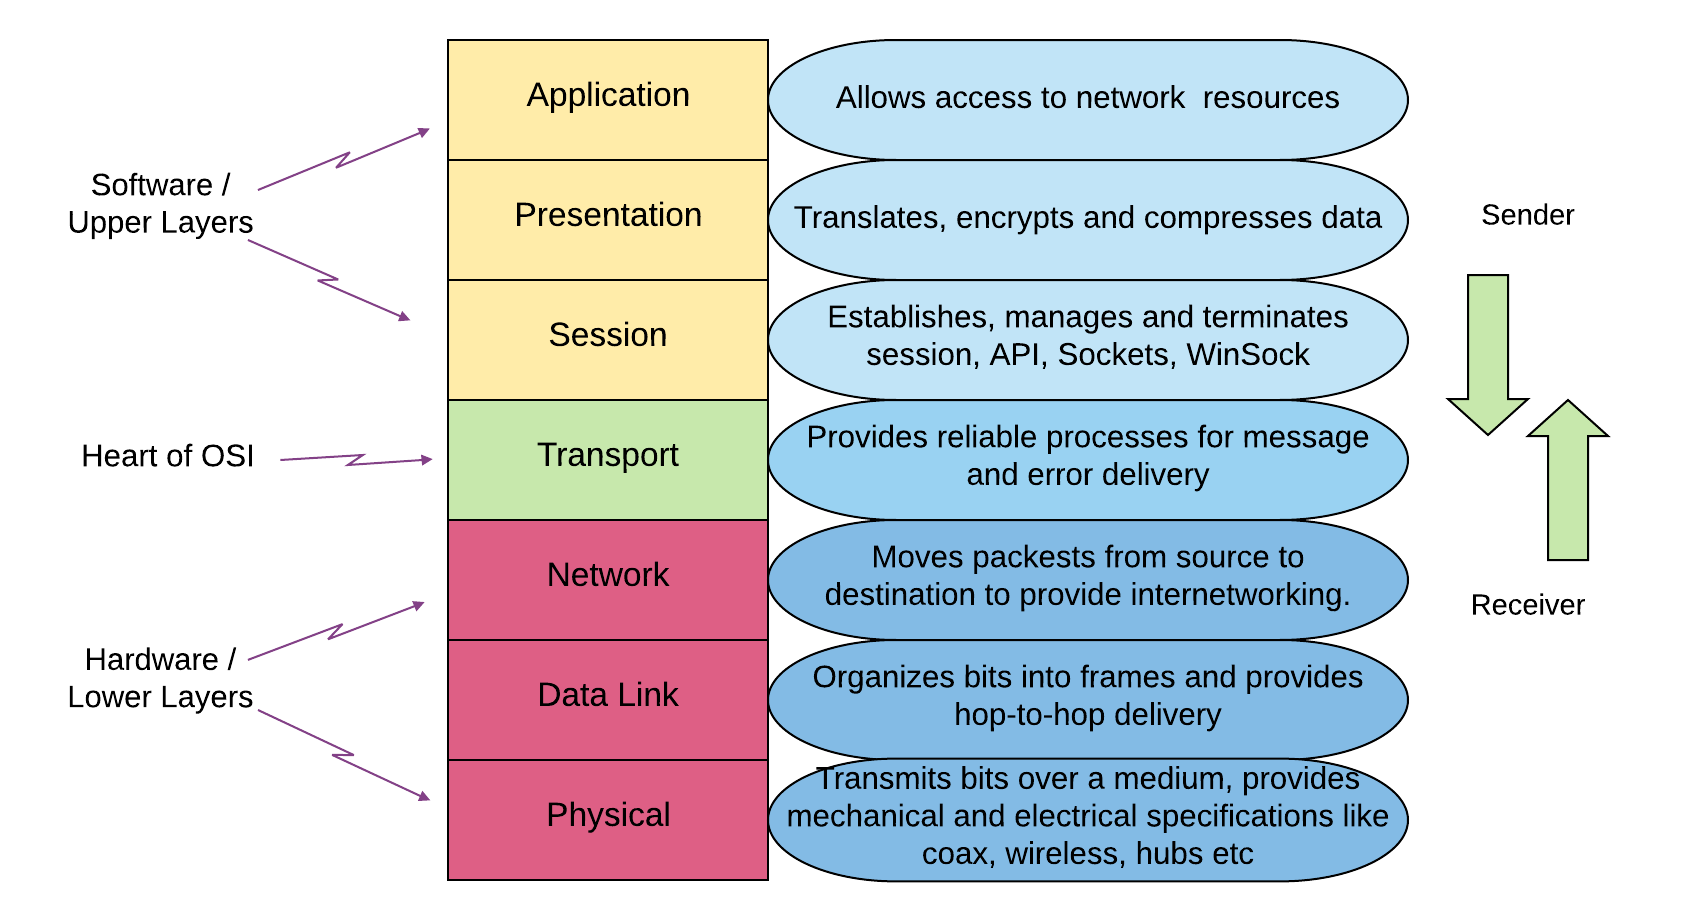 Application
Allows access to network  resources
Software /
Upper Layers
Presentation
Translates, encrypts and compresses data
Sender
Session
Establishes, manages and terminates
session, API, Sockets, WinSock
Heart of OSI
Transport
Provides reliable processes for message
and error delivery
Network
Moves packests from source to
destination to provide internetworking.
Receiver
Hardware /
Lower Layers
Data Link
Organizes bits into frames and provides
hop-to-hop delivery
Physical
Transmits bits over a medium, provides
mechanical and electrical specifications like
coax, wireless, hubs etc